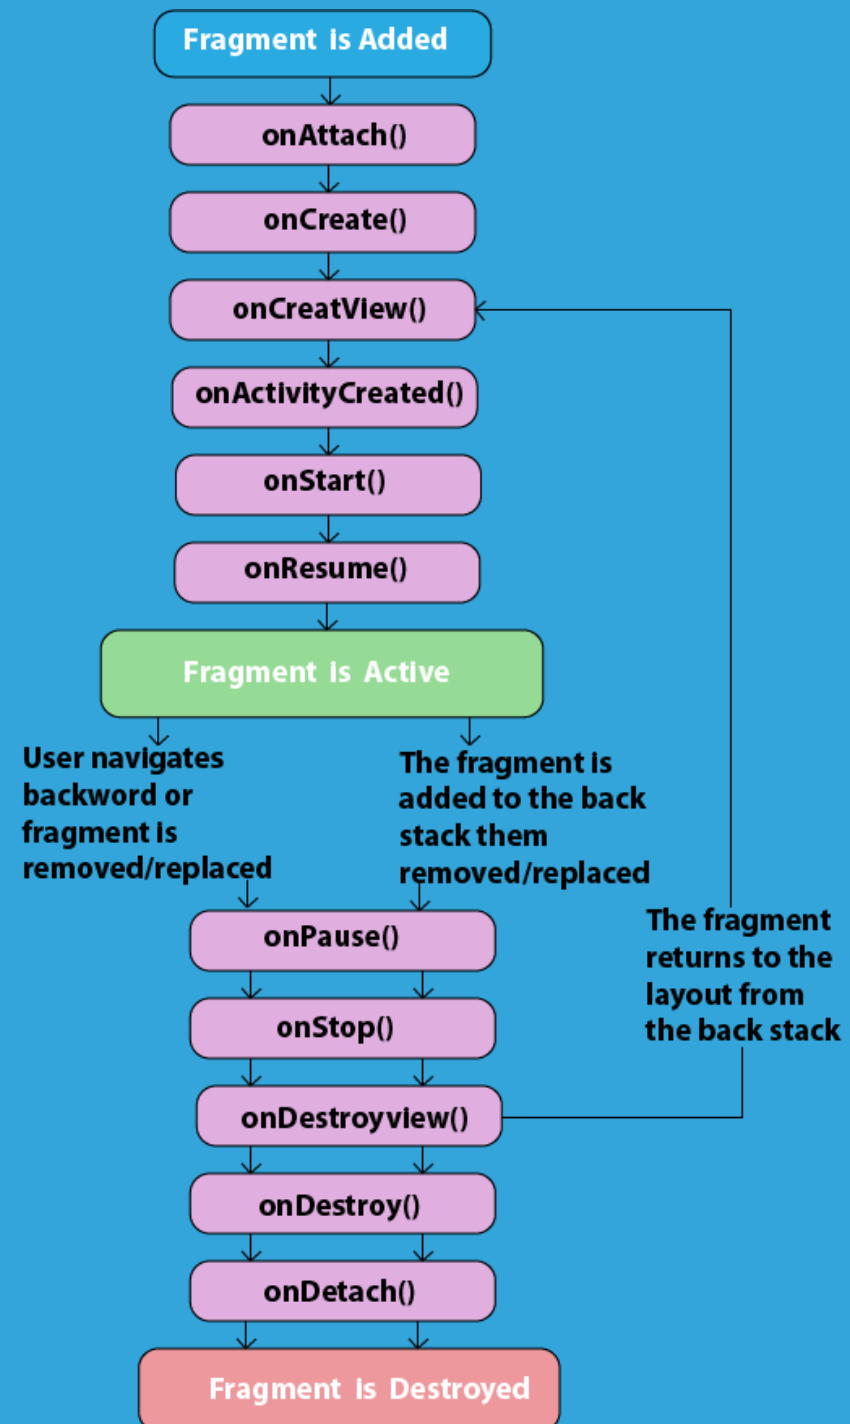 Fragment is Added
onAttach()
onCreate()
onCreatView()
onActivityCreated()
onStart()
onResume()
Fragment is Active
User navigates
backword or
fragment is
removed/replaced
The fragment is
added to the back
stack them
removed/replaced
onPause()
onStop()
onDestroyview()
onDestroy()
onDetach()
Fragment is Destroyed
The fragment
returns to the
layout from
the back stack